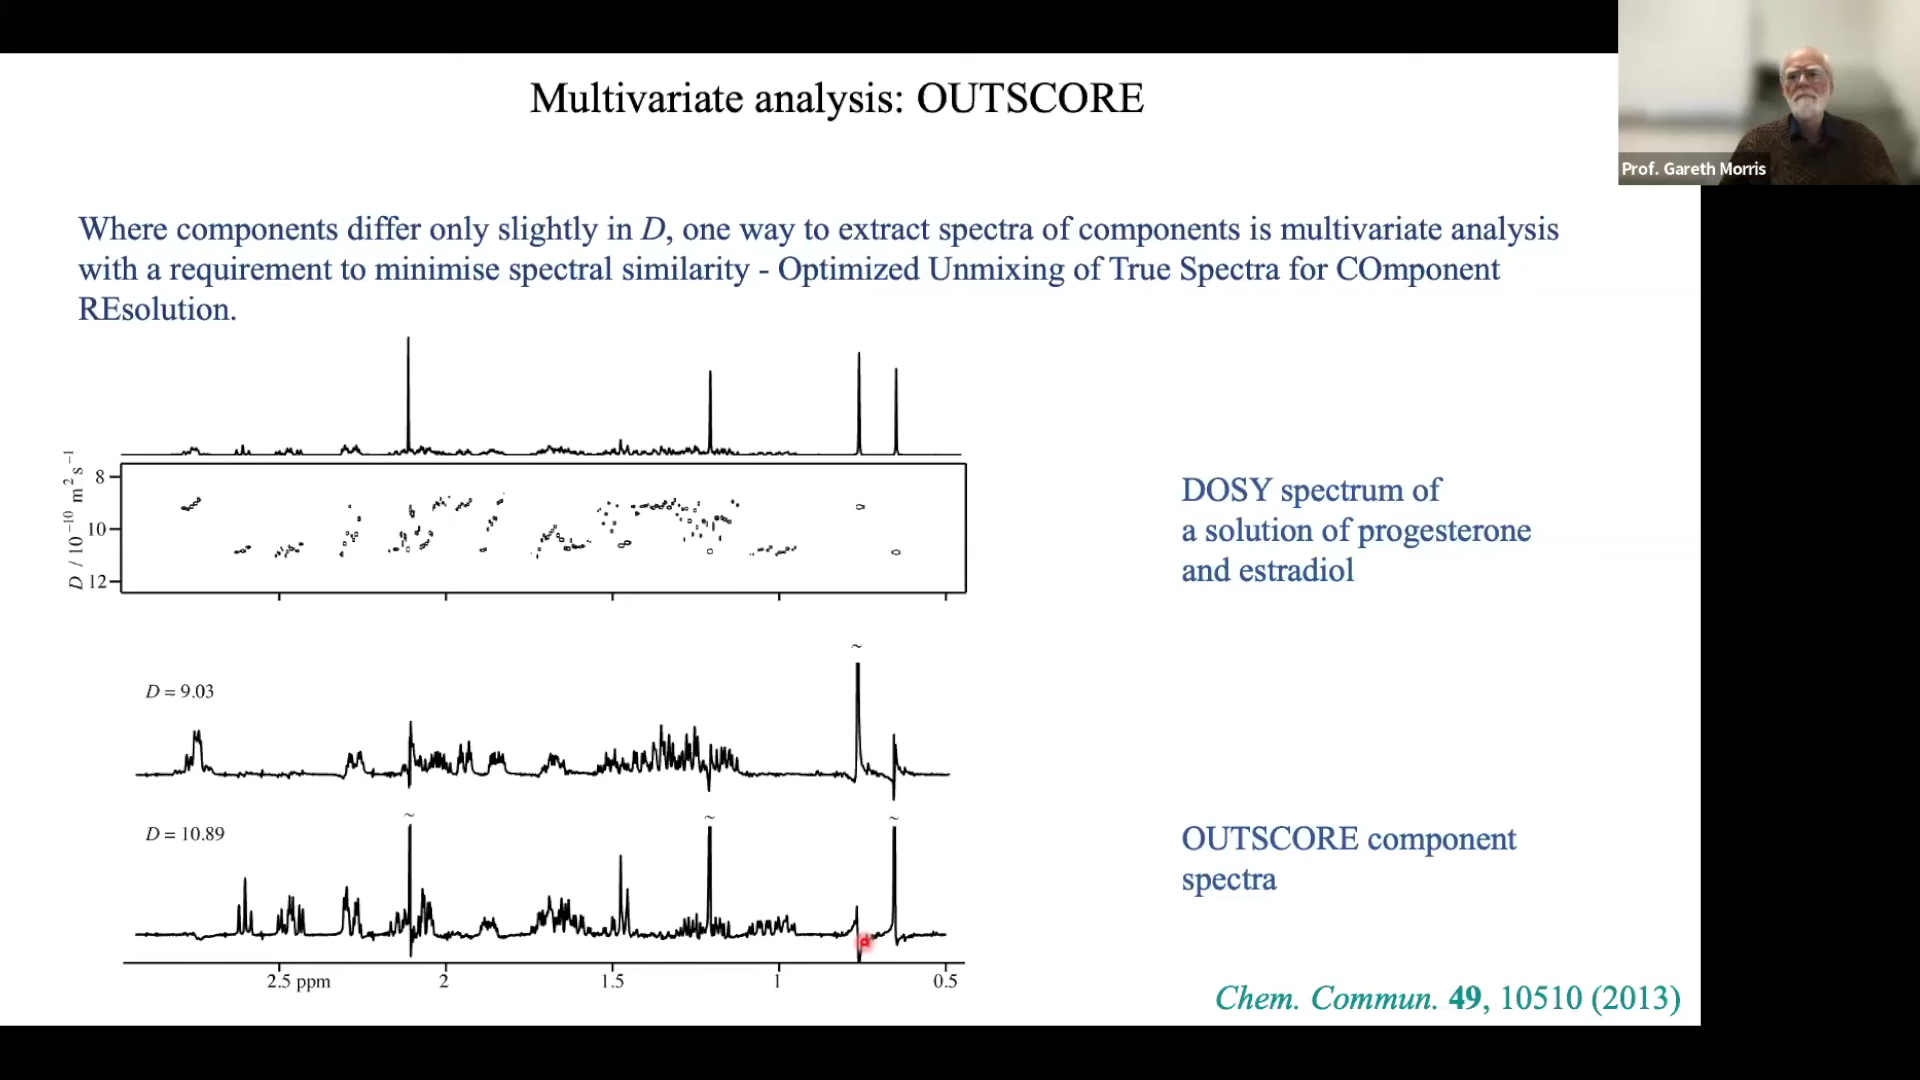 Multivariate analysis: OUTSCORE
Prof. Gareth Morris
Where components differ only slightly in D, one way to extract spectra of components is multivariate analysis
with a requirement to minimise spectral similarity - Optimized Unmixing of True Spectra for COmponent
REsolution.
D / 10⁻¹⁰ m² s⁻¹
8
10
12
DOSY spectrum of
a solution of progesterone
and estradiol
~
D = 9.03
~ ~ ~
D = 10.89
OUTSCORE component
spectra
2.5 ppm 2 1.5 1 0.5
Chem. Commun. 49, 10510 (2013)